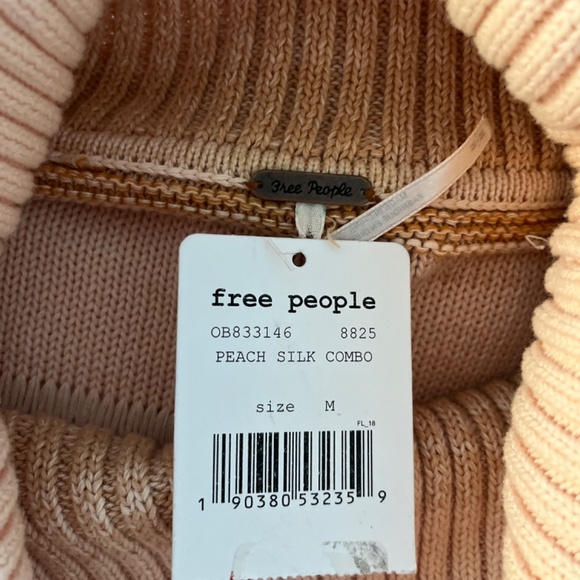 Free People
free people
OB833146 8825
PEACH SILK COMBO
size M
FL_18
1 90380 53235 9